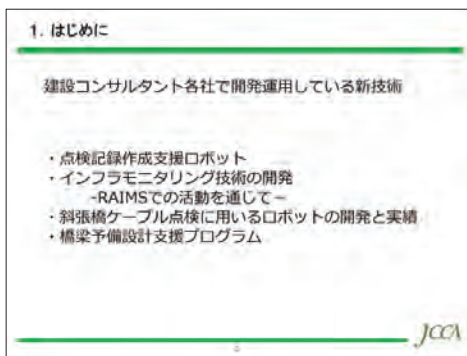 1. はじめに
建設コンサルタント各社で開発運用している新技術
・点検記録作成支援ロボット
・インフラモニタリング技術の開発
-RAIMSでの活動を通じて－
・斜張橋ケーブル点検に用いるロボットの開発と実績
・橋梁予備設計支援プログラム
JCCA